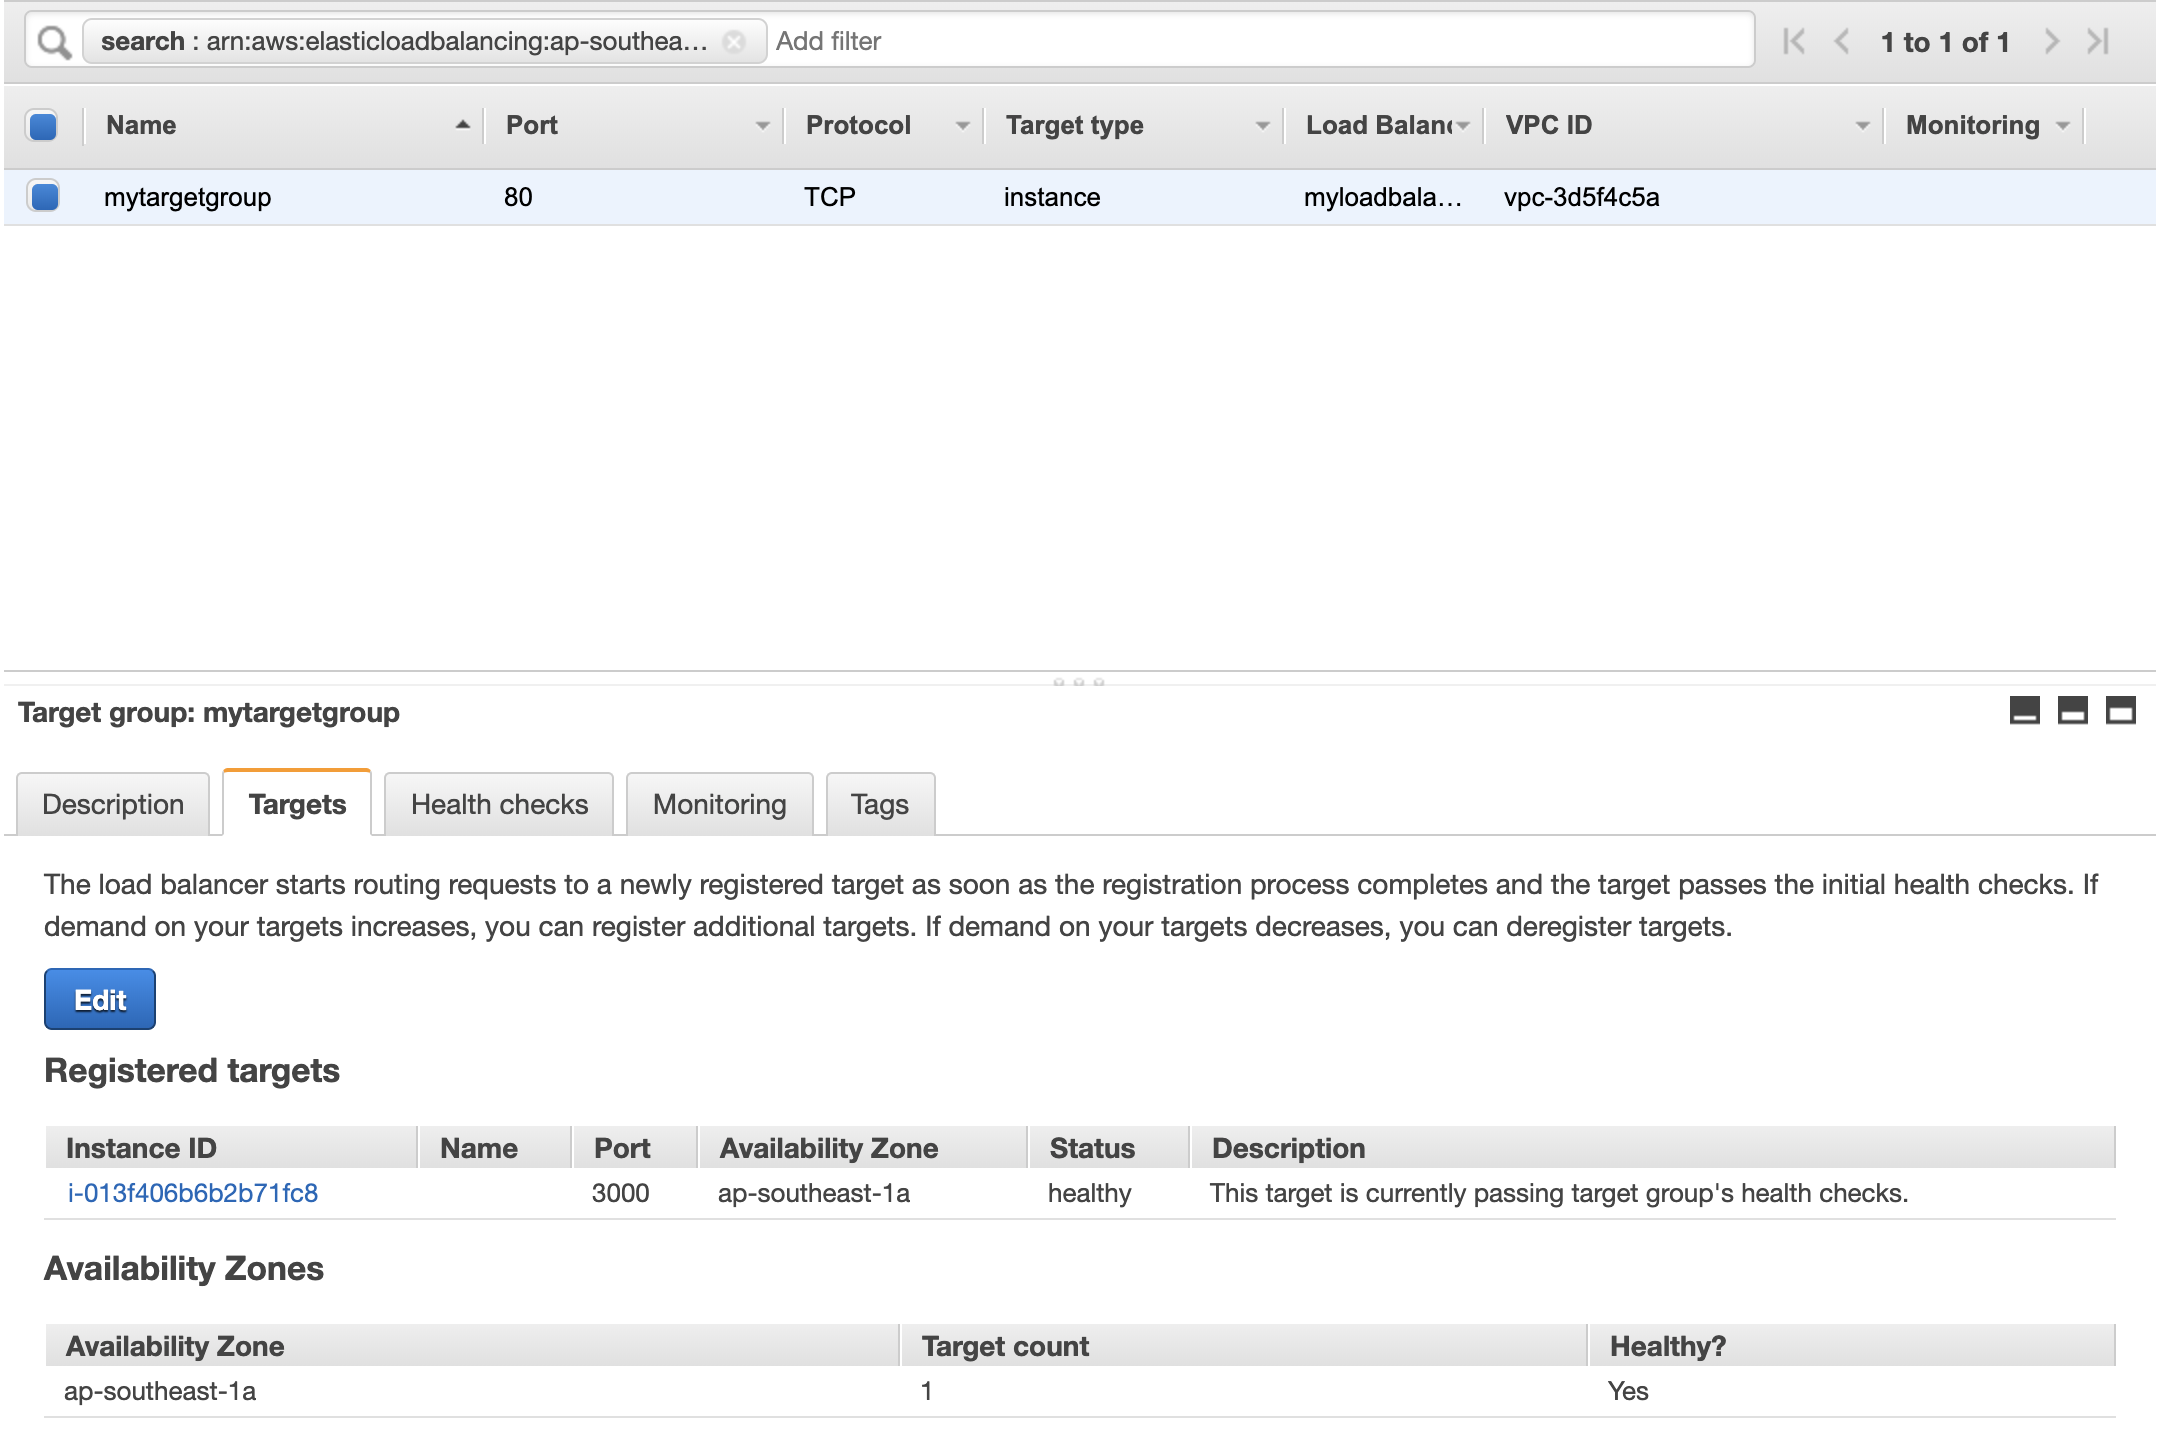 search : arn:aws:elasticloadbalancing:ap-southea... Add filter 1 to 1 of 1
Name Port Protocol Target type Load Balanc VPC ID Monitoring
mytargetgroup 80 TCP instance myloadbala... vpc-3d5f4c5a
Target group: mytargetgroup
Description Targets Health checks Monitoring Tags
The load balancer starts routing requests to a newly registered target as soon as the registration process completes and the target passes the initial health checks. If
demand on your targets increases, you can register additional targets. If demand on your targets decreases, you can deregister targets.
Edit
Registered targets
Instance ID Name Port Availability Zone Status Description
i-013f406b6b2b71fc8 3000 ap-southeast-1a healthy This target is currently passing target group's health checks.
Availability Zones
Availability Zone Target count Healthy?
ap-southeast-1a 1 Yes